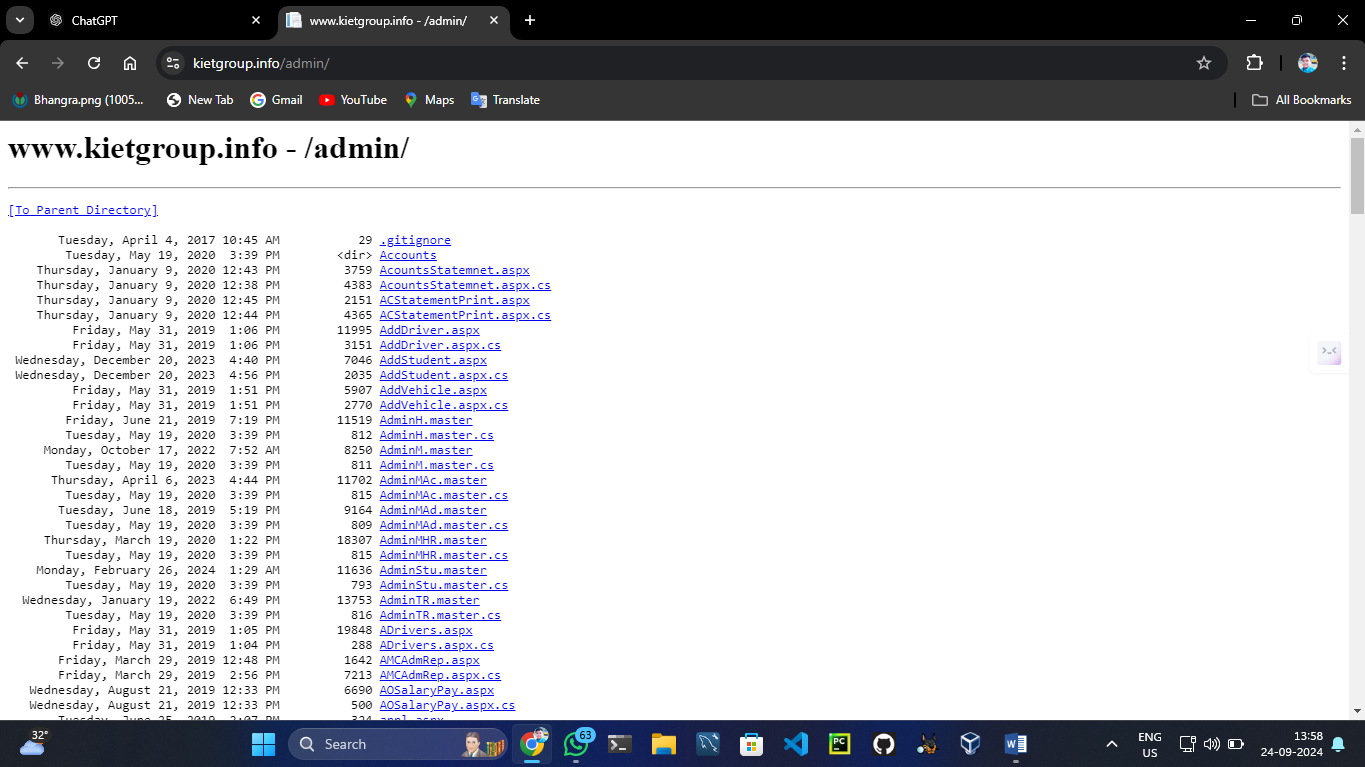 ChatGPT
www.kietgroup.info - /admin/
kietgroup.info/admin/
Bhangra.png (1005...
New Tab
Gmail
YouTube
Maps
Translate
All Bookmarks
www.kietgroup.info - /admin/
[To Parent Directory]
Tuesday, April 4, 2017 10:45 AM 29 .gitignore
Tuesday, May 19, 2020 3:39 PM <dir> Accounts
Thursday, January 9, 2020 12:43 PM 3759 AcountsStatemnet.aspx
Thursday, January 9, 2020 12:38 PM 4383 AcountsStatemnet.aspx.cs
Thursday, January 9, 2020 12:45 PM 2151 ACStatementPrint.aspx
Thursday, January 9, 2020 12:44 PM 4365 ACStatementPrint.aspx.cs
Friday, May 31, 2019 1:06 PM 11995 AddDriver.aspx
Friday, May 31, 2019 1:06 PM 3151 AddDriver.aspx.cs
Wednesday, December 20, 2023 4:40 PM 7046 AddStudent.aspx
Wednesday, December 20, 2023 4:56 PM 2035 AddStudent.aspx.cs
Friday, May 31, 2019 1:51 PM 5907 AddVehicle.aspx
Friday, May 31, 2019 1:51 PM 2770 AddVehicle.aspx.cs
Friday, June 21, 2019 7:19 PM 11519 AdminH.master
Tuesday, May 19, 2020 3:39 PM 812 AdminH.master.cs
Monday, October 17, 2022 7:52 AM 8250 AdminM.master
Tuesday, May 19, 2020 3:39 PM 811 AdminM.master.cs
Thursday, April 6, 2023 4:44 PM 11702 AdminMAc.master
Tuesday, May 19, 2020 3:39 PM 815 AdminMAc.master.cs
Tuesday, June 18, 2019 5:19 PM 9164 AdminMAd.master
Tuesday, May 19, 2020 3:39 PM 809 AdminMAd.master.cs
Thursday, March 19, 2020 1:22 PM 18307 AdminMHR.master
Tuesday, May 19, 2020 3:39 PM 815 AdminMHR.master.cs
Monday, February 26, 2024 1:29 AM 11636 AdminStu.master
Tuesday, May 19, 2020 3:39 PM 793 AdminStu.master.cs
Wednesday, January 19, 2022 6:49 PM 13753 AdminTR.master
Tuesday, May 19, 2020 3:39 PM 816 AdminTR.master.cs
Friday, May 31, 2019 1:05 PM 19848 ADrivers.aspx
Friday, May 31, 2019 1:04 PM 288 ADrivers.aspx.cs
Friday, March 29, 2019 12:48 PM 1642 AMCAdmRep.aspx
Friday, March 29, 2019 2:56 PM 7213 AMCAdmRep.aspx.cs
Wednesday, August 21, 2019 12:33 PM 6690 AOSalaryPay.aspx
Wednesday, August 21, 2019 12:33 PM 500 AOSalaryPay.aspx.cs
Tuesday, June 25, 2019 2:07 PM 324 appl.aspx
32°
Search
63
PC
ENG
US
13:58
24-09-2024